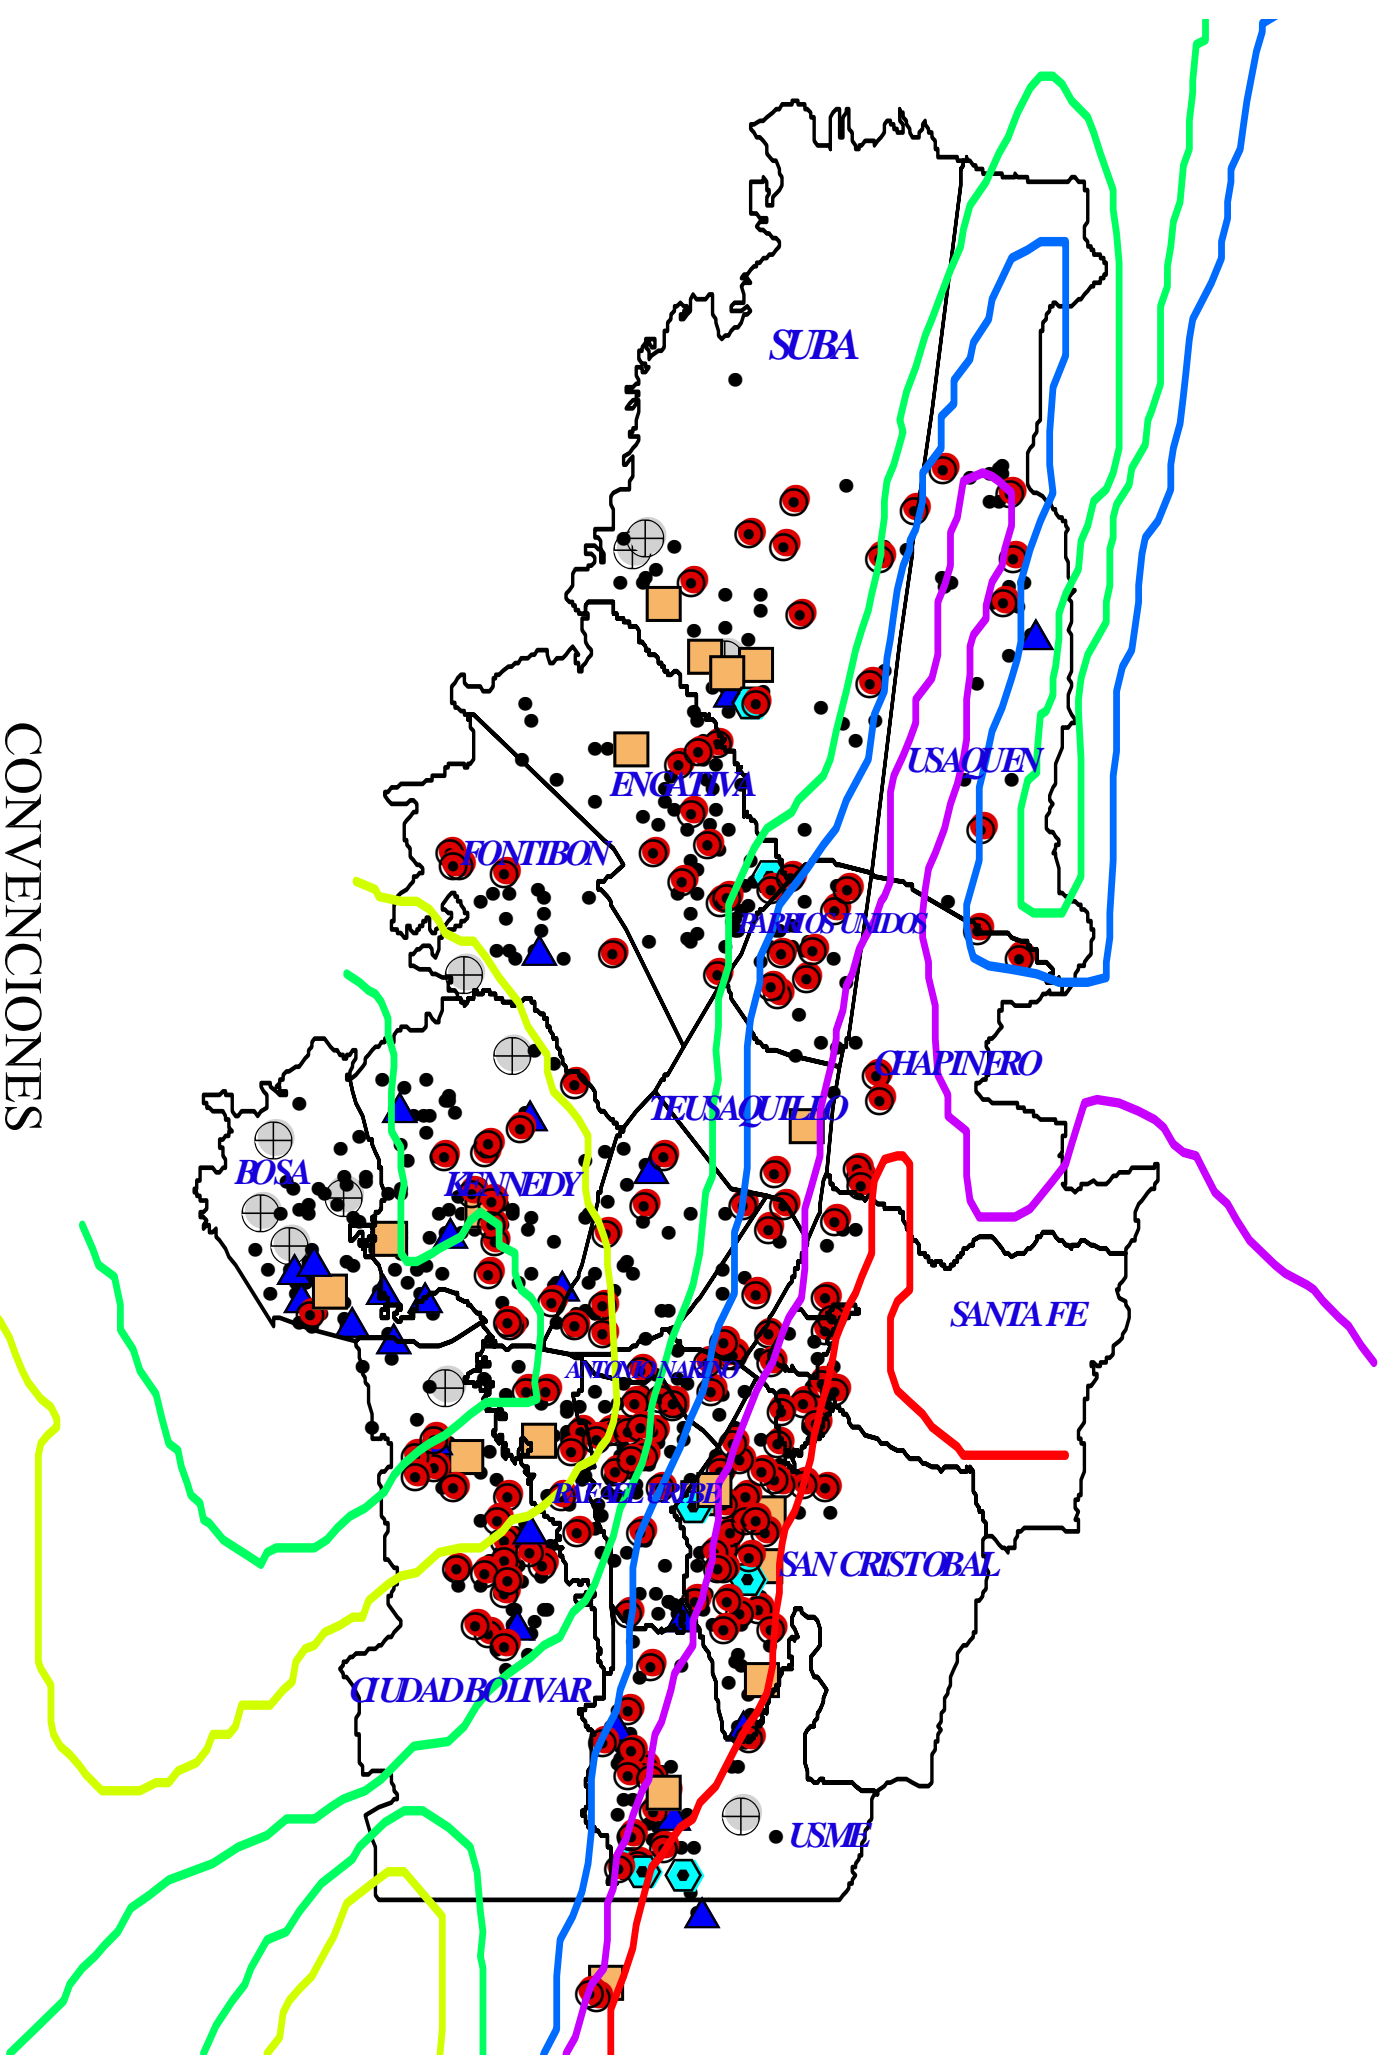 SUBA
USAQUEN
ENGATIVA
FONTIBON
BARRIOS UNIDOS
CHAPINERO
TEUSAQUILLO
BOSA
KENNEDY
SANTA FE
ANTONIO NARINO
RAFAEL URIBE
SAN CRISTOBAL
CIUDAD BOLIVAR
USME
CONVENCIONES